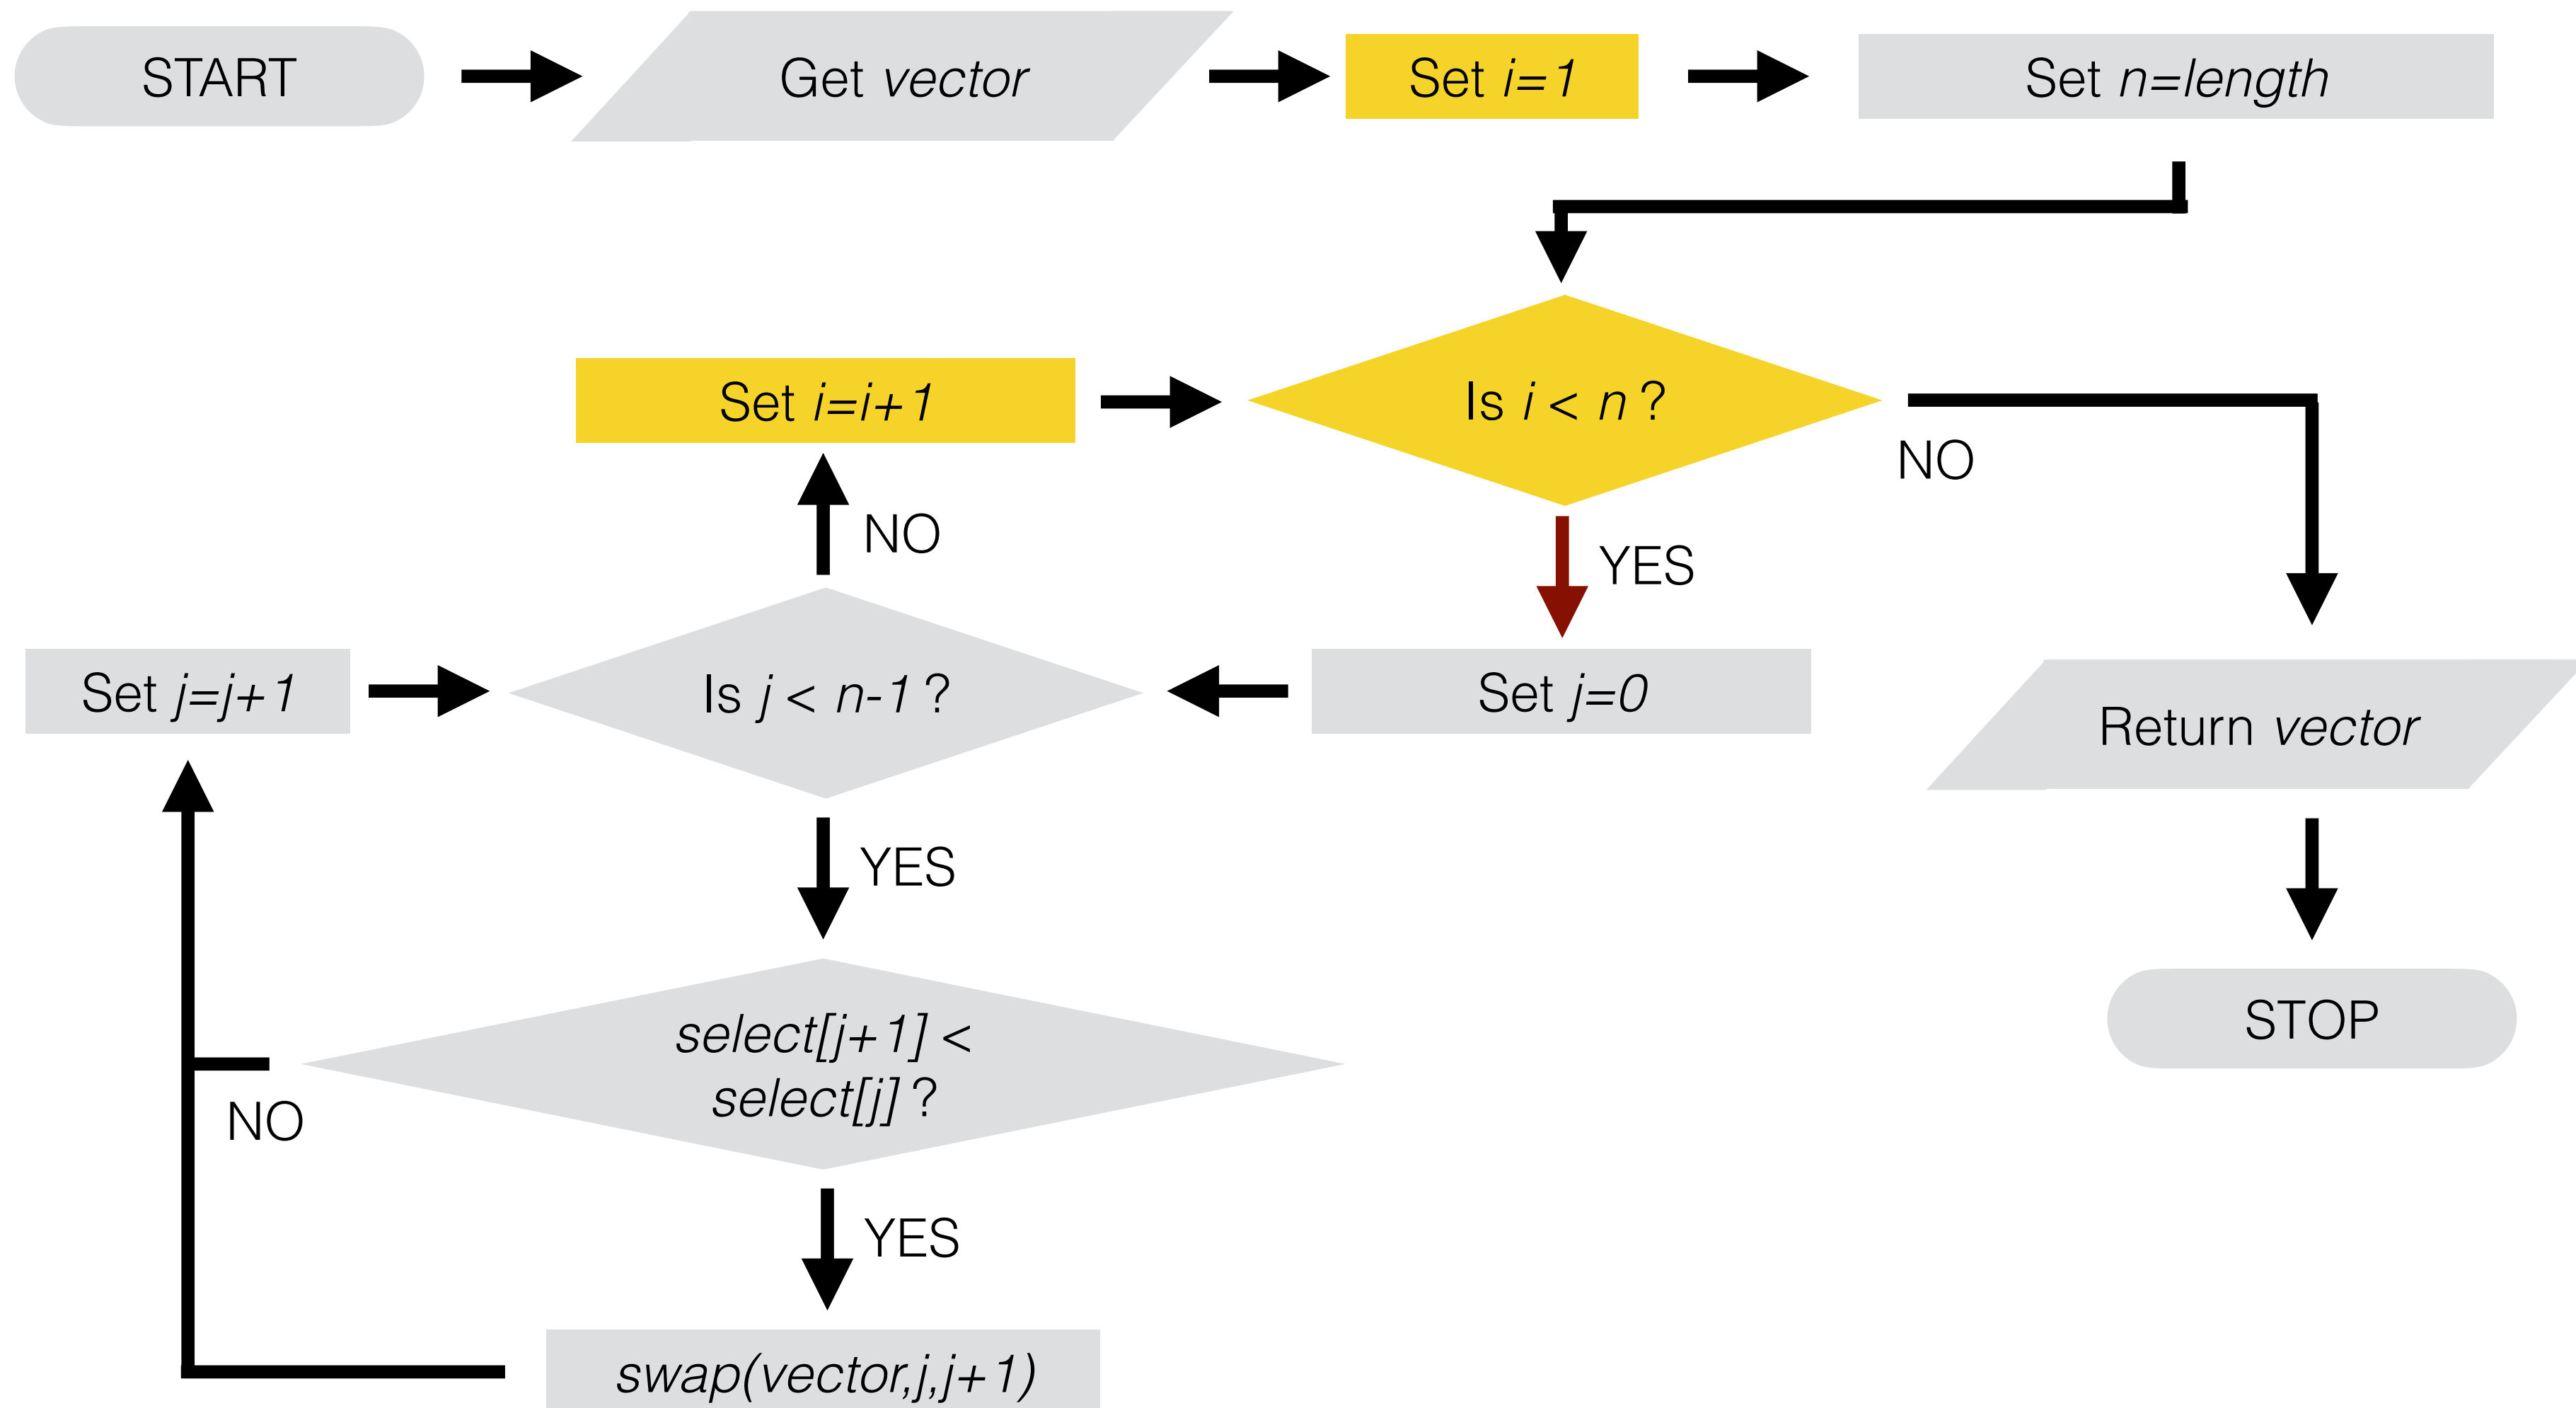 START
Get vector
Set i=1
Set n=length
Set i=i+1
Is i < n ?
NO
NO
YES
Set j=j+1
Is j < n-1 ?
Set j=0
Return vector
YES
select[j+1] <
select[j] ?
STOP
NO
YES
swap(vector,j,j+1)